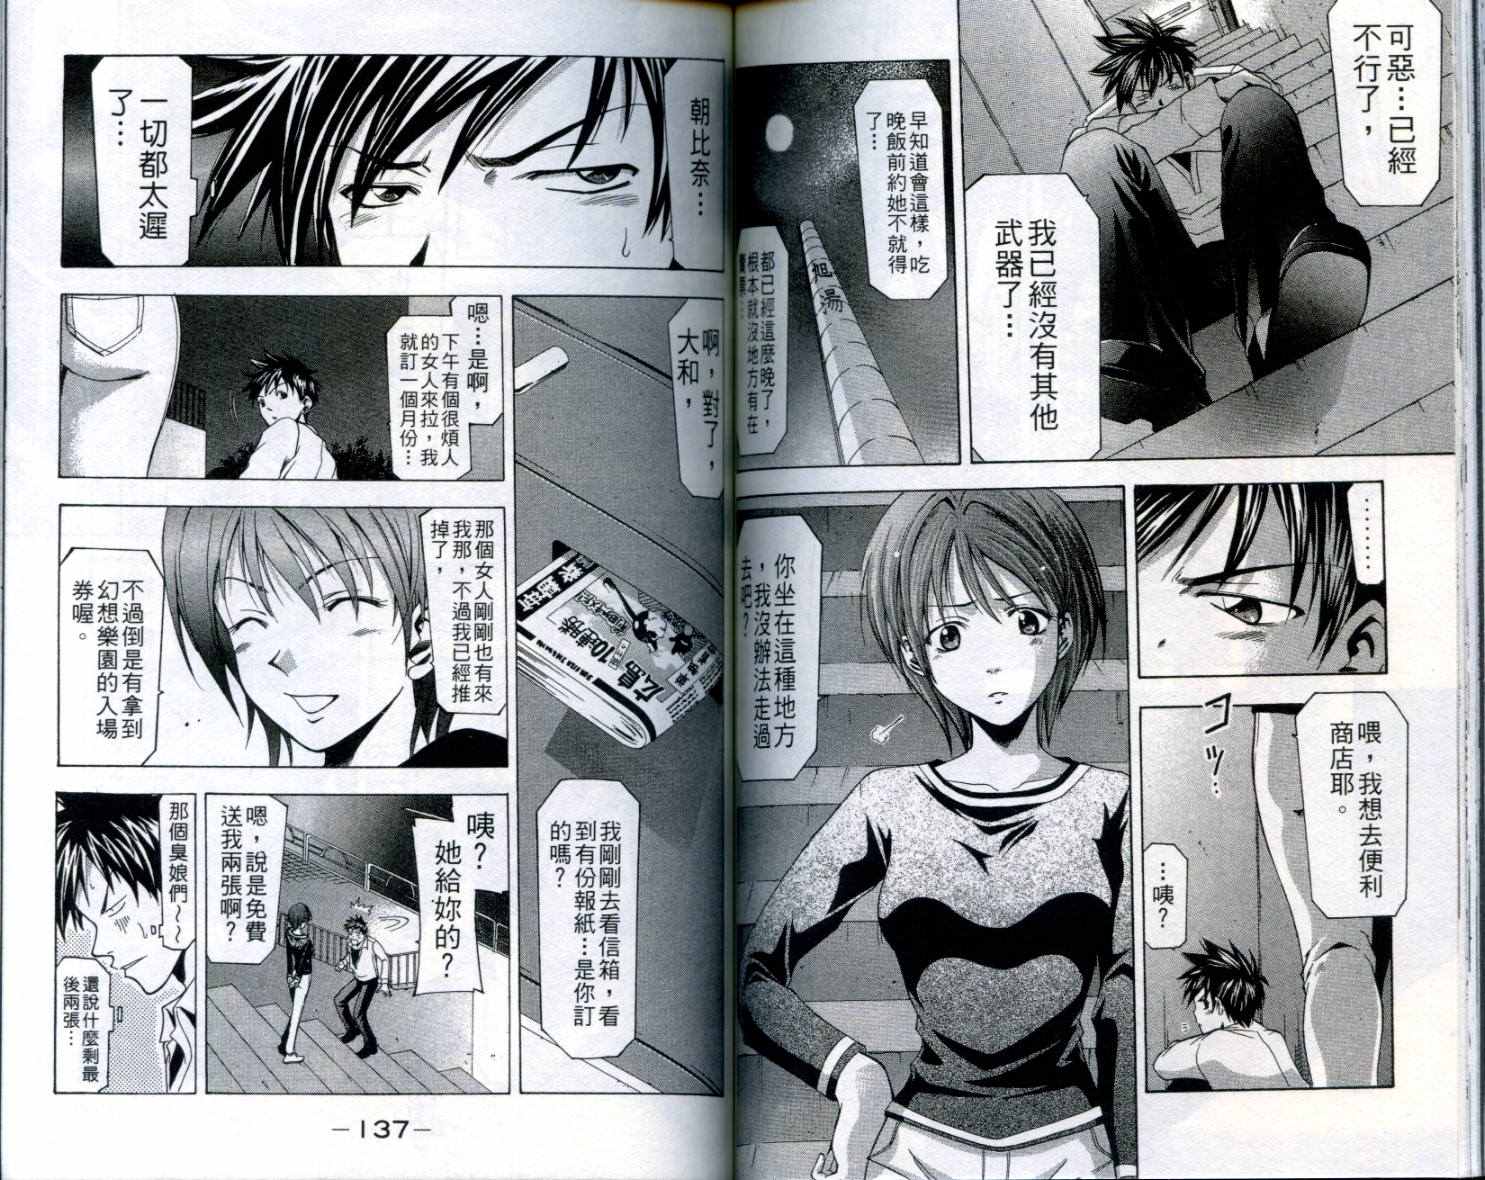 可惡…已經
不行了，
我已經沒有其他
武器了…
早知道會這樣，吃
晚飯前約她不就得
了…
都已經這麼晚了，
根本就沒地方有在
賣票…
旭湯
………
喂，我想去便利
商店耶。
コツ…
…咦？
你坐在這種地方
，我沒辦法走過
去吧？
朝比奈…
一切都太遲
了…
啊，對了，
大和，
広島10連勝
我剛剛去看信箱，看
到有份報紙…是你訂
的嗎？
嗯…是啊，
下午有個很煩人
的女人來拉，我
就訂一個月份…
那個女人剛剛也有來
我那，不過我已經推
掉了，
不過倒是有拿到
幻想樂園的入場
券喔。
咦？
她給妳的？
嗯，說是免費
送我兩張啊？
那個臭娘們~~
還說什麼剩最
後兩張…
－137－